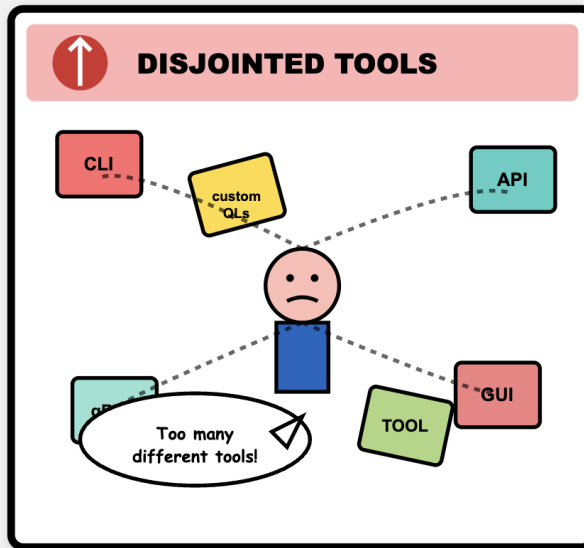 DISJOINTED TOOLS
CLI
custom
QLs
API
GUI
TOOL
Too many
different tools!